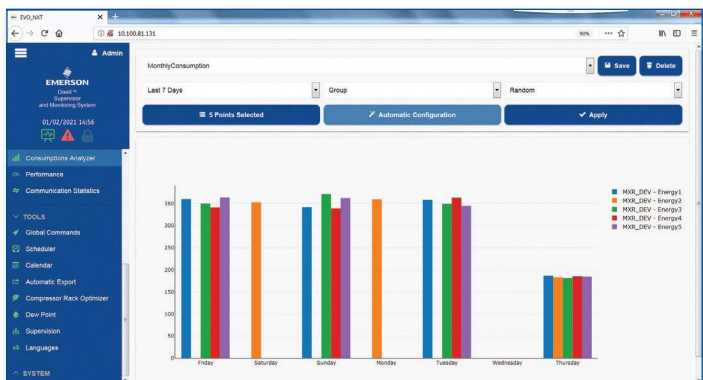 EVO_NXT
10.100.81.131
90%
Admin
EMERSON
Dixell™
Supervisor
and Monitoring System
01/02/2021 14:56
Consumptions Analyzer
Performance
Communication Statistics
TOOLS
Global Commands
Scheduler
Calendar
Automatic Export
Compressor Rack Optimizer
Dew Point
Supervision
Languages
SYSTEM
MonthlyConsumption
Save
Delete
Last 7 Days
Group
Random
5 Points Selected
Automatic Configuration
Apply
350
300
250
200
150
100
50
0
Friday
Saturday
Sunday
Monday
Tuesday
Wednesday
Thursday
MXR_DEV - Energy1
MXR_DEV - Energy2
MXR_DEV - Energy3
MXR_DEV - Energy4
MXR_DEV - Energy5